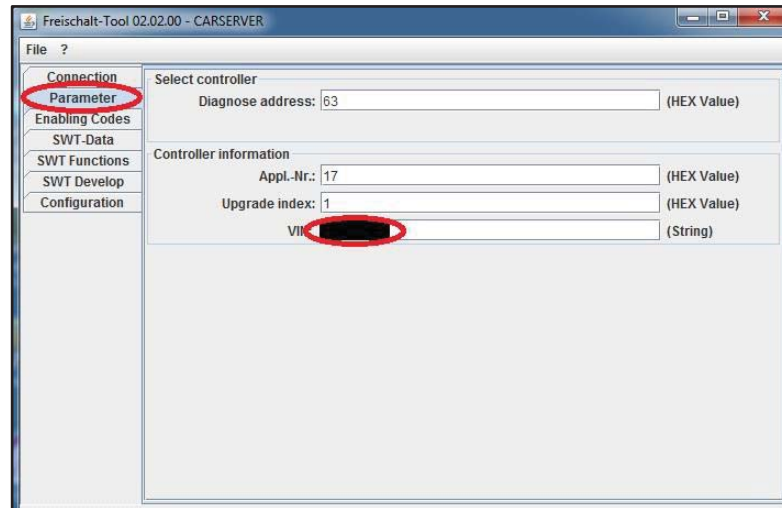 Freischalt-Tool 02.02.00 - CARSERVER
File ?
Connection
Parameter
Enabling Codes
SWT-Data
SWT Functions
SWT Develop
Configuration
Select controller
Diagnose address: 63 (HEX Value)
Controller information
Appl.-Nr.: 17 (HEX Value)
Upgrade index: 1 (HEX Value)
VIN (String)